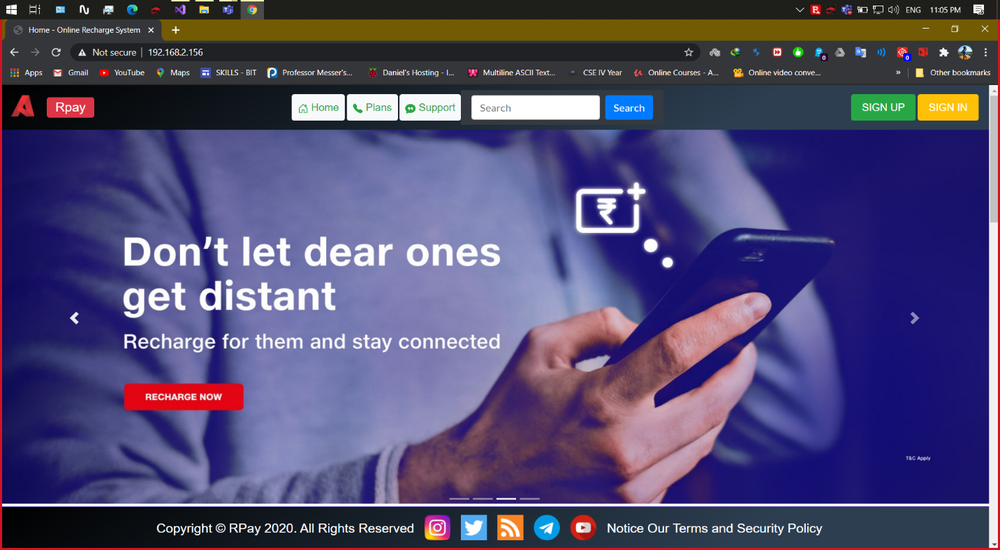 ENG 11:05 PM
Home - Online Recharge System
Not secure 192.168.2.156
0 0
Apps Gmail YouTube Maps SKILLS - BIT Professor Messer's... Daniel's Hosting - I... Multiline ASCII Text... CSE IV Year Online Courses - A... Online video conve... » Other bookmarks
Rpay Home Plans Support Search Search SIGN UP SIGN IN
₹
Don't let dear ones
get distant
Recharge for them and stay connected
RECHARGE NOW
T&C Apply
Copyright © RPay 2020. All Rights Reserved Notice Our Terms and Security Policy